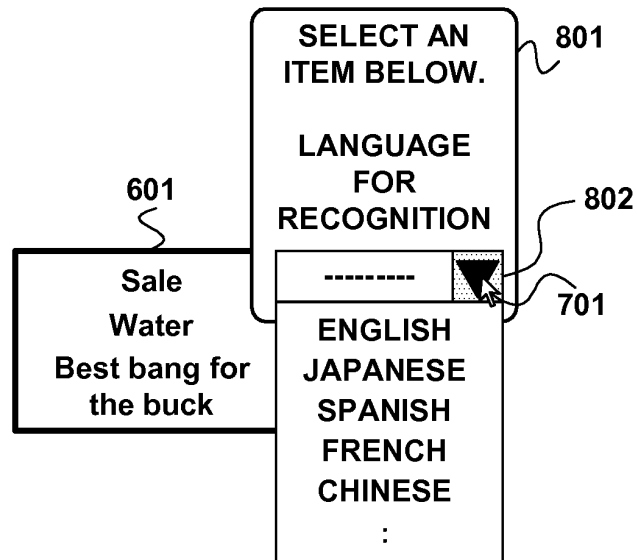 SELECT AN
ITEM BELOW.
801
LANGUAGE
FOR
RECOGNITION
601
802
---------
701
Sale
Water
Best bang for
the buck
ENGLISH
JAPANESE
SPANISH
FRENCH
CHINESE
: